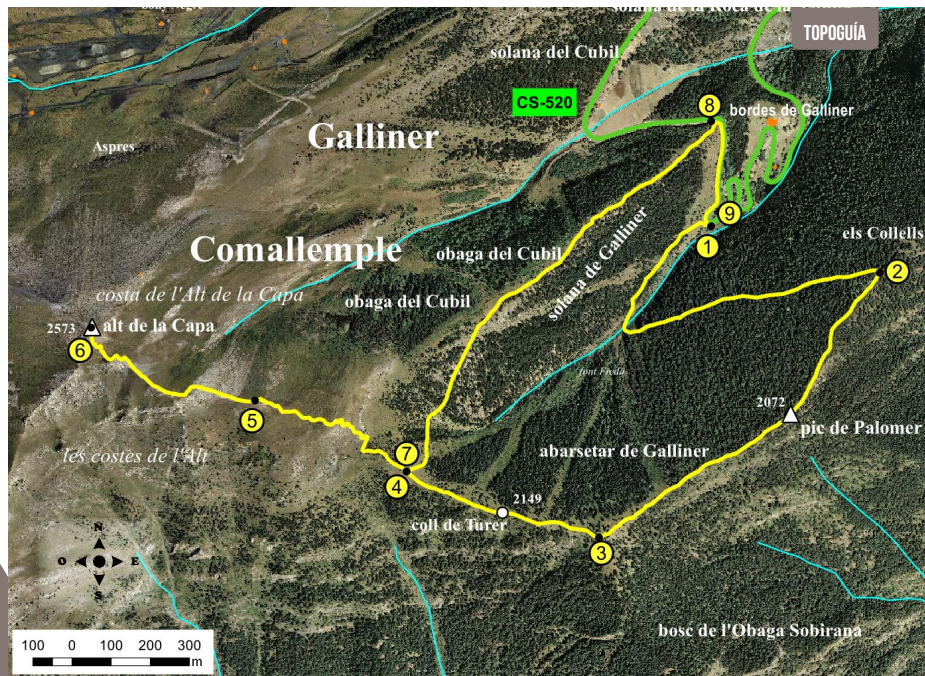 solana de la Roca de la
TOPOGUÍA
solana del Cubil
CS-520
8
bordes de Galliner
Galliner
Aspres
9
1
els Collells
2
Comallemple
obaga del Cubil
solana de Galliner
costa de l'Alt de la Capa
obaga del Cubil
2573
alt de la Capa
6
font Freda
2072
5
pic de Palomer
les costes de l'Alt
7
abarsetar de Galliner
4
2149
coll de Turer
3
N
O
E
S
bosc de l'Obaga Sobirana
100 0 100 200 300
m